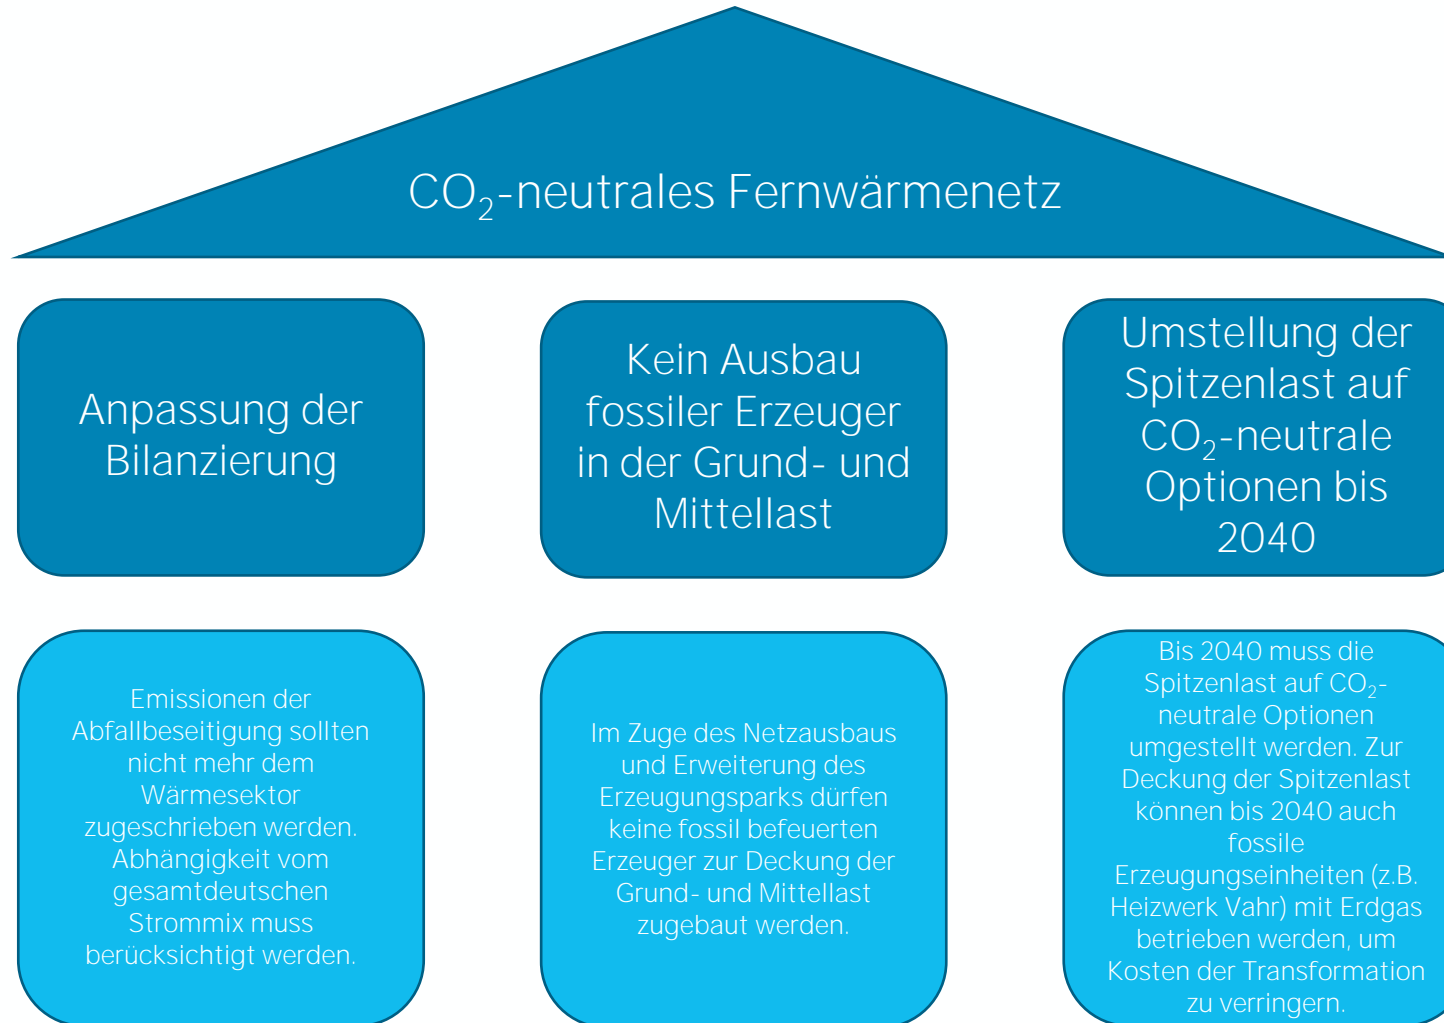 CO₂-neutrales Fernwärmenetz
Anpassung der
Bilanzierung
Kein Ausbau
fossiler Erzeuger
in der Grund- und
Mittellast
Umstellung der
Spitzenlast auf
CO₂-neutrale
Optionen bis
2040
Emissionen der
Abfallbeseitigung sollten
nicht mehr dem
Wärmesektor
zugeschrieben werden.
Abhängigkeit vom
gesamtdeutschen
Strommix muss
berücksichtigt werden.
Im Zuge des Netzausbaus
und Erweiterung des
Erzeugungsparks dürfen
keine fossil befeuerten
Erzeuger zur Deckung der
Grund- und Mittellast
zugebaut werden.
Bis 2040 muss die
Spitzenlast auf CO₂-
neutrale Optionen
umgestellt werden. Zur
Deckung der Spitzenlast
können bis 2040 auch
fossile
Erzeugungseinheiten (z.B.
Heizwerk Vahr) mit Erdgas
betrieben werden, um
Kosten der Transformation
zu verringern.